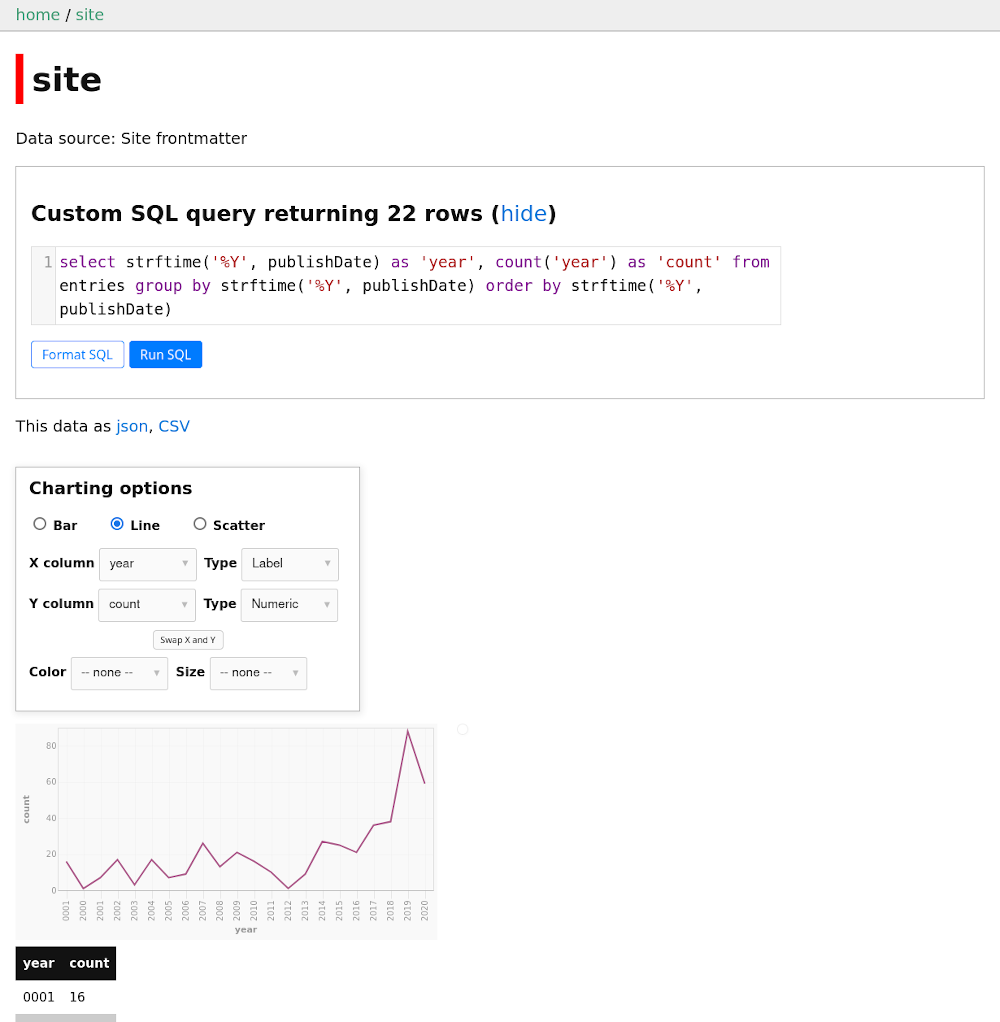 home / site
site
Data source: Site frontmatter
Custom SQL query returning 22 rows (hide)
1 select strftime('%Y', publishDate) as 'year', count('year') as 'count' from
entries group by strftime('%Y', publishDate) order by strftime('%Y',
publishDate)
Format SQL Run SQL
This data as json, CSV
Charting options
Bar Line Scatter
X column year Type Label
Y column count Type Numeric
Swap X and Y
Color -- none -- Size -- none --
80
60
40
20
0
count
0001 2000 2001 2002 2003 2004 2005 2006 2007 2008 2009 2010 2011 2012 2013 2014 2015 2016 2017 2018 2019 2020
year
year count
0001 16